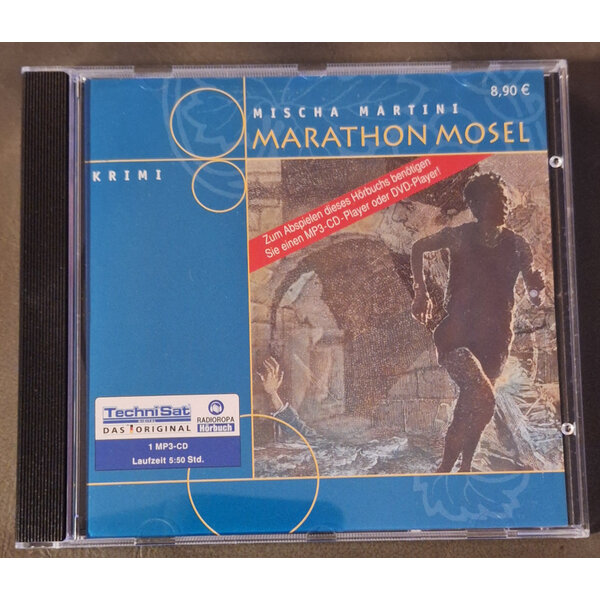 8,90 €
MISCHA MARTINI
MARATHON MOSEL
KRIMI
Zum Abspielen dieses Hörbuchs benötigen
Sie einen MP3-CD-Player oder DVD-Player!
TechniSat
DIGITAL
DAS ORIGINAL
RADIOROPA
Hörbuch
1 MP3-CD
Laufzeit 5:50 Std.